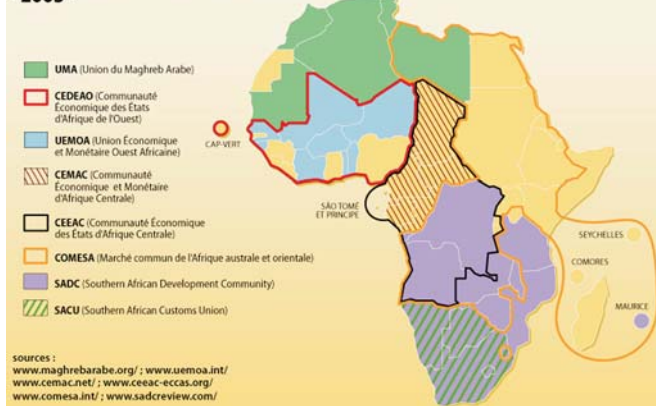 2005
UMA (Union du Maghreb Arabe)
CEDEAO (Communauté
Économique des États
d'Afrique de l'Ouest)
UEMOA (Union Économique
et Monétaire Ouest Africaine)
CEMAC (Communauté
Économique et Monétaire
d'Afrique Centrale)
CEEAC (Communauté Économique
des États d'Afrique Centrale)
COMESA (Marché commun de l'Afrique australe et orientale)
SADC (Southern African Development Community)
SACU (Southern African Customs Union)
sources :
www.maghrebarabe.org/ ; www.uemoa.int/
www.cemac.net/ ; www.ceeac-eccas.org/
www.comesa.int/ ; www.sadcreview.com/
CAP-VERT
SÃO TOMÉ
ET PRINCIPE
SEYCHELLES
COMORES
MAURICE